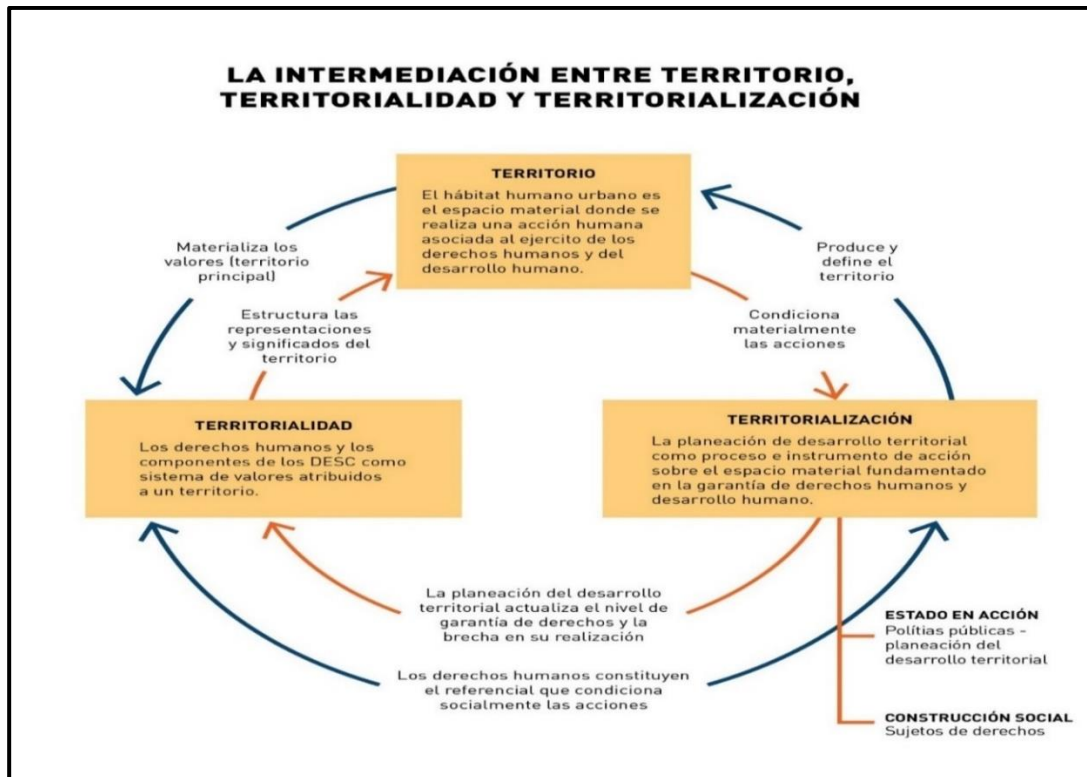 LA INTERMEDIACIÓN ENTRE TERRITORIO,
TERRITORIALIDAD Y TERRITORIALIZACIÓN
TERRITORIO
El hábitat humano urbano es
el espacio material donde se
realiza una acción humana
asociada al ejercito de los
derechos humanos y del
desarrollo humano.
Materializa los
valores (territorio
principal)
Produce y
define el
territorio
Estructura las
representaciones
y significados del
territorio
Condiciona
materialmente
las acciones
TERRITORIALIDAD
Los derechos humanos y los
componentes de los DESC como
sistema de valores atribuidos
a un territorio.
TERRITORIALIZACIÓN
La planeación de desarrollo territorial
como proceso e instrumento de acción
sobre el espacio material fundamentado
en la garantía de derechos humanos y
desarrollo humano.
La planeación del desarrollo
territorial actualiza el nivel de
garantía de derechos y la
brecha en su realización
Los derechos humanos constituyen
el referencial que condiciona
socialmente las acciones
ESTADO EN ACCIÓN
Polítias públicas -
planeación del
desarrollo territorial
CONSTRUCCIÓN SOCIAL
Sujetos de derechos